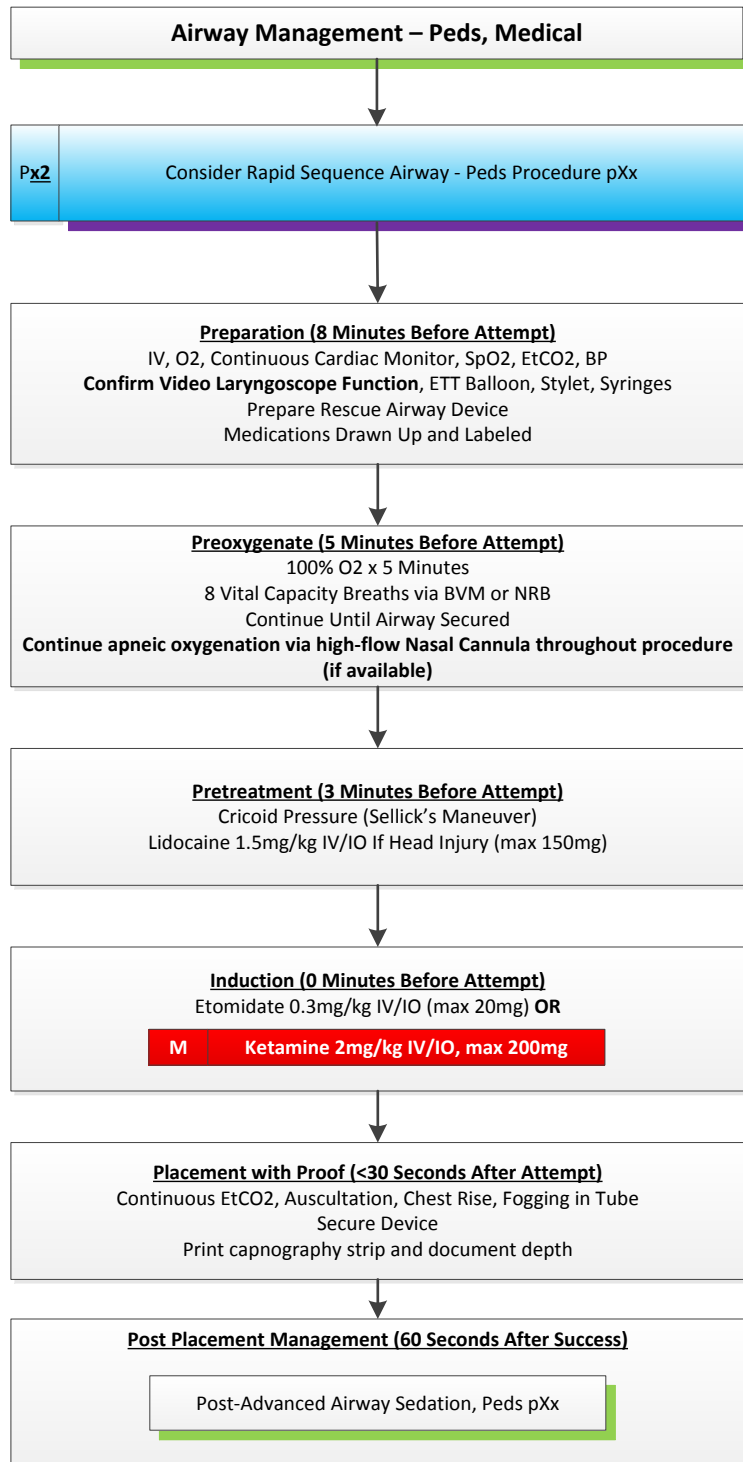 Airway Management – Peds, Medical
Px2
Consider Rapid Sequence Airway - Peds Procedure pXx
Preparation (8 Minutes Before Attempt)
IV, O2, Continuous Cardiac Monitor, SpO2, EtCO2, BP
Confirm Video Laryngoscope Function, ETT Balloon, Stylet, Syringes
Prepare Rescue Airway Device
Medications Drawn Up and Labeled
Preoxygenate (5 Minutes Before Attempt)
100% O2 x 5 Minutes
8 Vital Capacity Breaths via BVM or NRB
Continue Until Airway Secured
Continue apneic oxygenation via high-flow Nasal Cannula throughout procedure
(if available)
Pretreatment (3 Minutes Before Attempt)
Cricoid Pressure (Sellick’s Maneuver)
Lidocaine 1.5mg/kg IV/IO If Head Injury (max 150mg)
Induction (0 Minutes Before Attempt)
Etomidate 0.3mg/kg IV/IO (max 20mg) OR
M
Ketamine 2mg/kg IV/IO, max 200mg
Placement with Proof (<30 Seconds After Attempt)
Continuous EtCO2, Auscultation, Chest Rise, Fogging in Tube
Secure Device
Print capnography strip and document depth
Post Placement Management (60 Seconds After Success)
Post-Advanced Airway Sedation, Peds pXx